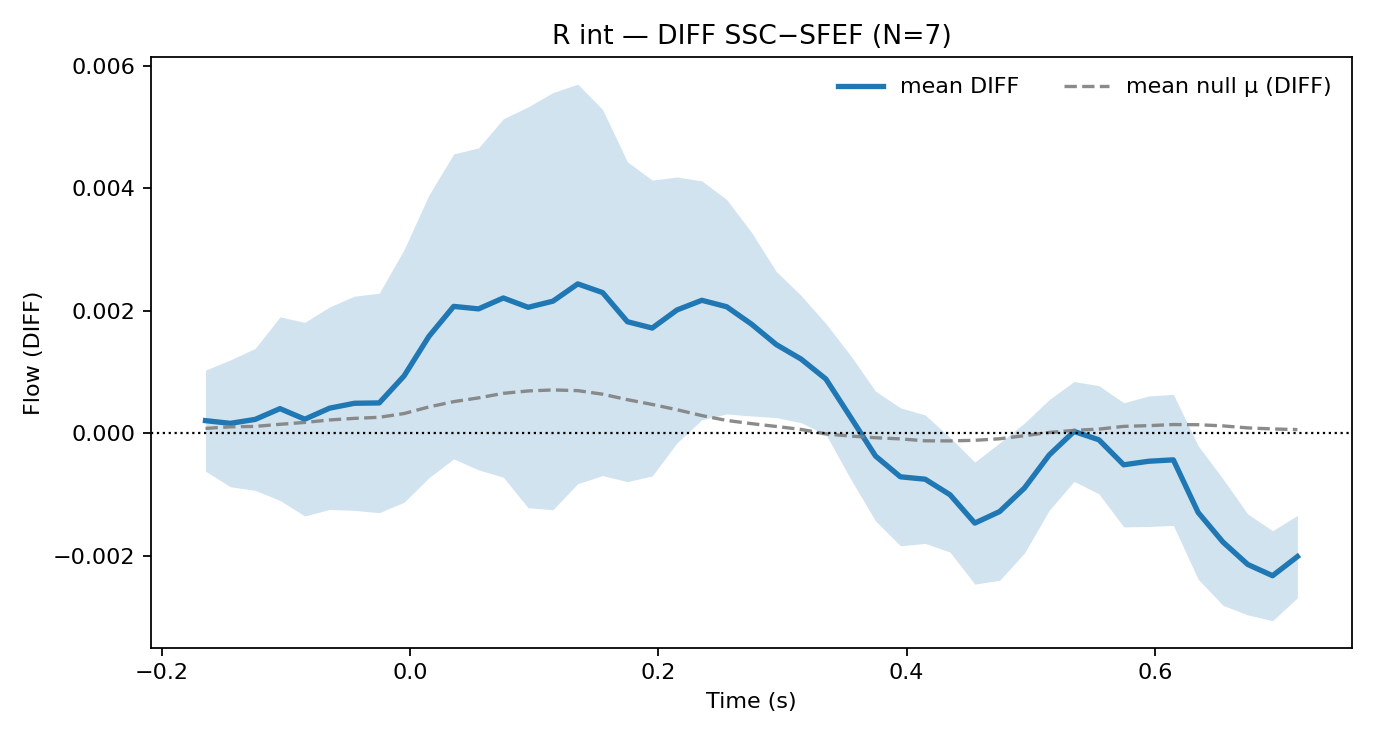 R int — DIFF SSC−SFEF (N=7)
mean DIFF
mean null μ (DIFF)
Flow (DIFF)
0.006
0.004
0.002
0.000
−0.002
−0.2
0.0
0.2
0.4
0.6
Time (s)